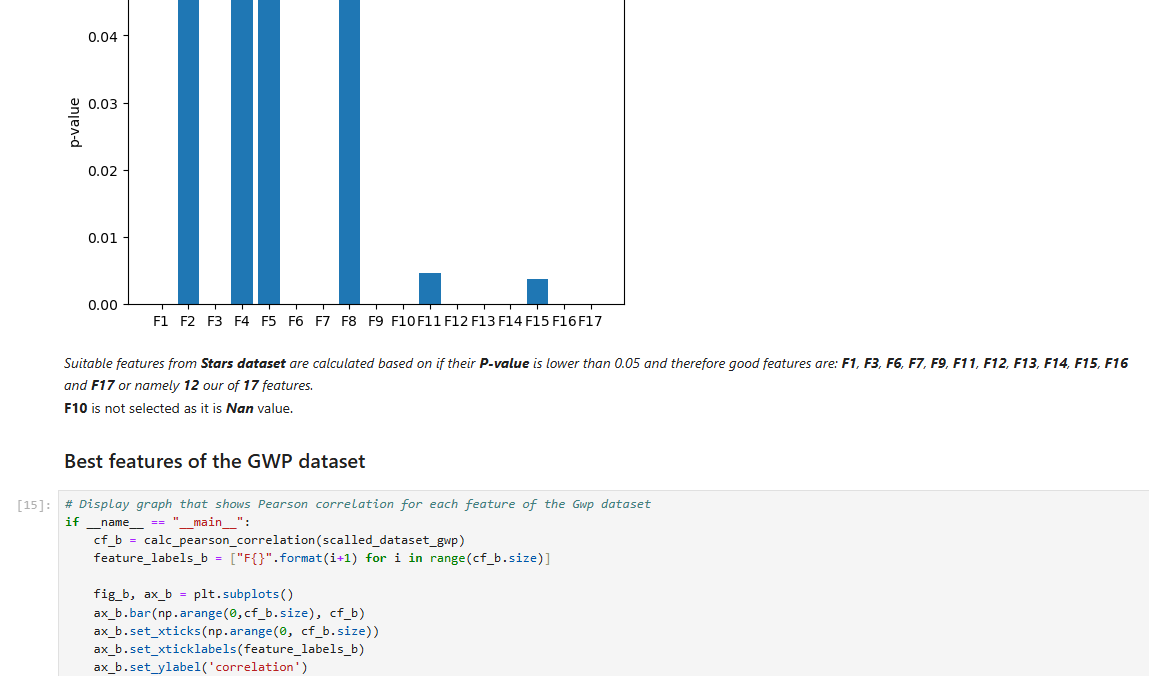 0.04
0.03
p-value
0.02
0.01
0.00
F1 F2 F3 F4 F5 F6 F7 F8 F9 F10 F11 F12 F13 F14 F15 F16 F17
Suitable features from Stars dataset are calculated based on if their P-value is lower than 0.05 and therefore good features are: F1, F3, F6, F7, F9, F11, F12, F13, F14, F15, F16
and F17 or namely 12 our of 17 features.
F10 is not selected as it is Nan value.
Best features of the GWP dataset
[15]: # Display graph that shows Pearson correlation for each feature of the Gwp dataset
if __name__ == "__main__":
    cf_b = calc_pearson_correlation(scalled_dataset_gwp)
    feature_labels_b = ["F{}".format(i+1) for i in range(cf_b.size)]
    fig_b, ax_b = plt.subplots()
    ax_b.bar(np.arange(0,cf_b.size), cf_b)
    ax_b.set_xticks(np.arange(0, cf_b.size))
    ax_b.set_xticklabels(feature_labels_b)
    ax_b.set_ylabel('correlation')